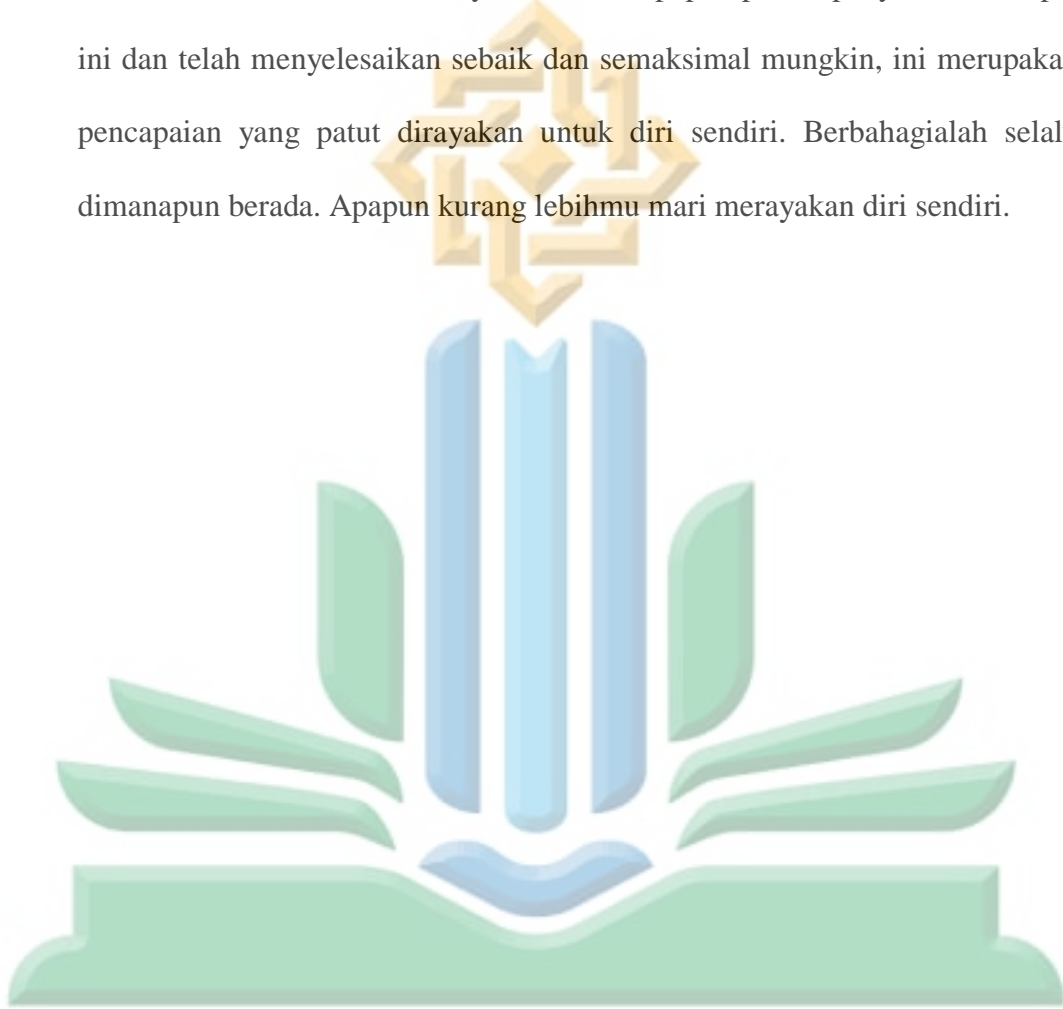 ini dan telah menyelesaikan sebaik dan semaksimal mungkin, ini merupaka
pencapaian yang patut dirayakan untuk diri sendiri. Berbahagialah selal
dimanapun berada. Apapun kurang lebihmu mari merayakan diri sendiri.